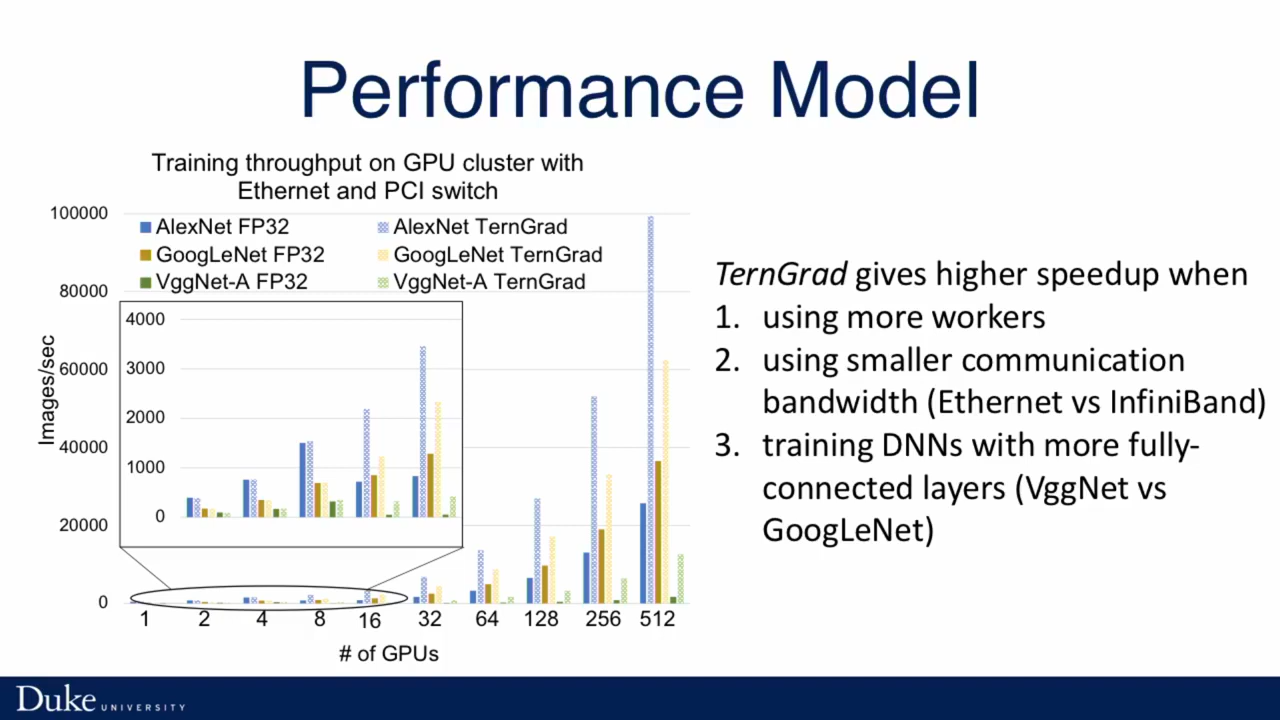 Performance Model
Training throughput on GPU cluster with
Ethernet and PCI switch
100000
80000
60000
40000
20000
0
Images/sec
AlexNet FP32
AlexNet TernGrad
GoogLeNet FP32
GoogLeNet TernGrad
VggNet-A FP32
VggNet-A TernGrad
4000
3000
2000
1000
0
1 2 4 8 16 32 64 128 256 512
# of GPUs
TernGrad gives higher speedup when
1. using more workers
2. using smaller communication
bandwidth (Ethernet vs InfiniBand)
3. training DNNs with more fully-
connected layers (VggNet vs
GoogLeNet)
Duke UNIVERSITY